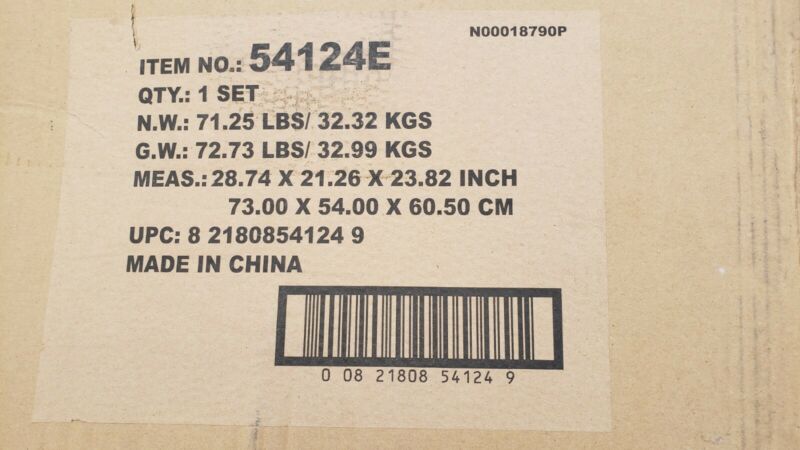 N00018790P
ITEM NO.: 54124E
QTY.: 1 SET
N.W.: 71.25 LBS/ 32.32 KGS
G.W.: 72.73 LBS/ 32.99 KGS
MEAS.: 28.74 X 21.26 X 23.82 INCH
73.00 X 54.00 X 60.50 CM
UPC: 8 2180854124 9
MADE IN CHINA
0 08 21808 54124 9